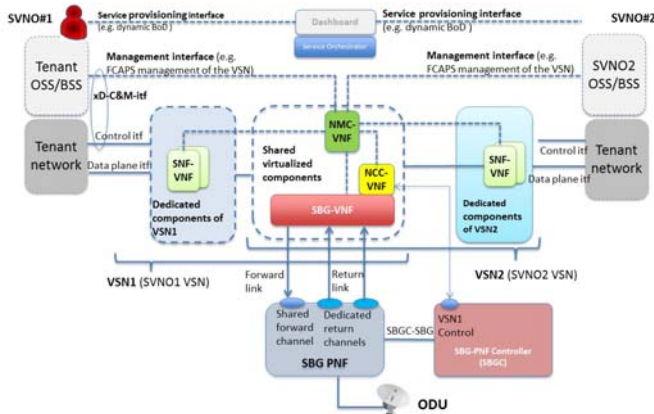 SVNO#1
Service provisioning interface
(e.g. dynamic BoD )
Dashboard
Service Orchestrator
Service provisioning interface
(e.g. dynamic BoD )
SVNO#2
Tenant
OSS/BSS
Management interface (e.g.
FCAPS management of the VSN)
Management interface (e.g.
FCAPS management of the VSN)
SVNO2
OSS/BSS
xD-C&M-itf
Tenant
network
Control itf
Data plane itf
SNF-
VNF
Dedicated
components of
VSN1
Shared
virtualized
components
NMC-
VNF
NCC-
VNF
SBG-VNF
SNF-
VNF
Dedicated
components
of VSN2
Control itf
Data plane itf
Tenant
network
VSN1 (SVNO1 VSN)
Forward
link
Return
link
VSN2 (SVNO2 VSN)
Shared
forward
channel
Dedicated
return
channels
SBG PNF
SBGC-SBG
VSN1
Control
SBG-PNF Controller
(SBGC)
ODU